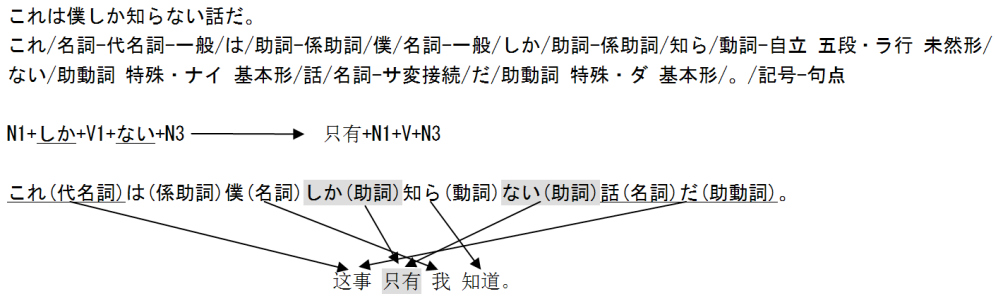 これは僕しか知らない話だ。
これ/名詞-代名詞-一般/は/助詞-係助詞/僕/名詞-一般/しか/助詞-係助詞/知ら/動詞-自立 五段・ラ行 未然形/
ない/助動詞 特殊・ナイ 基本形/話/名詞-サ変接続/だ/助動詞 特殊・ダ 基本形/。/記号-句点
N1+しか+V1+ない+N3 只有+N1+V+N3
これ(代名詞)は(係助詞)僕(名詞)しか(助詞)知ら(動詞)ない(助詞)話(名詞)だ(助動詞)。
这事 只有 我 知道。